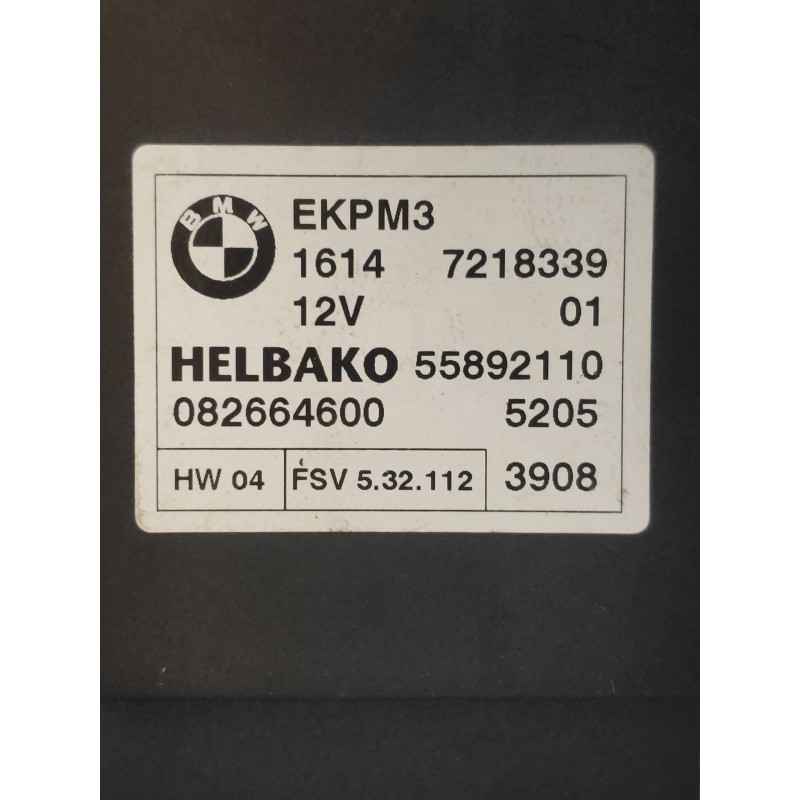 BMW
EKPM3
1614 7218339
12V 01
HELBAKO 55892110
082664600 5205
HW 04 FSV 5.32.112 3908